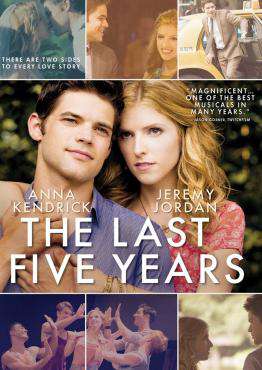 THERE ARE TWO SIDES
TO EVERY LOVE STORY
"MAGNIFICENT...
ONE OF THE BEST
MUSICALS IN
MANY YEARS."
ANNA
KENDRICK
JEREMY
JORDAN
THE LAST
FIVE YEARS